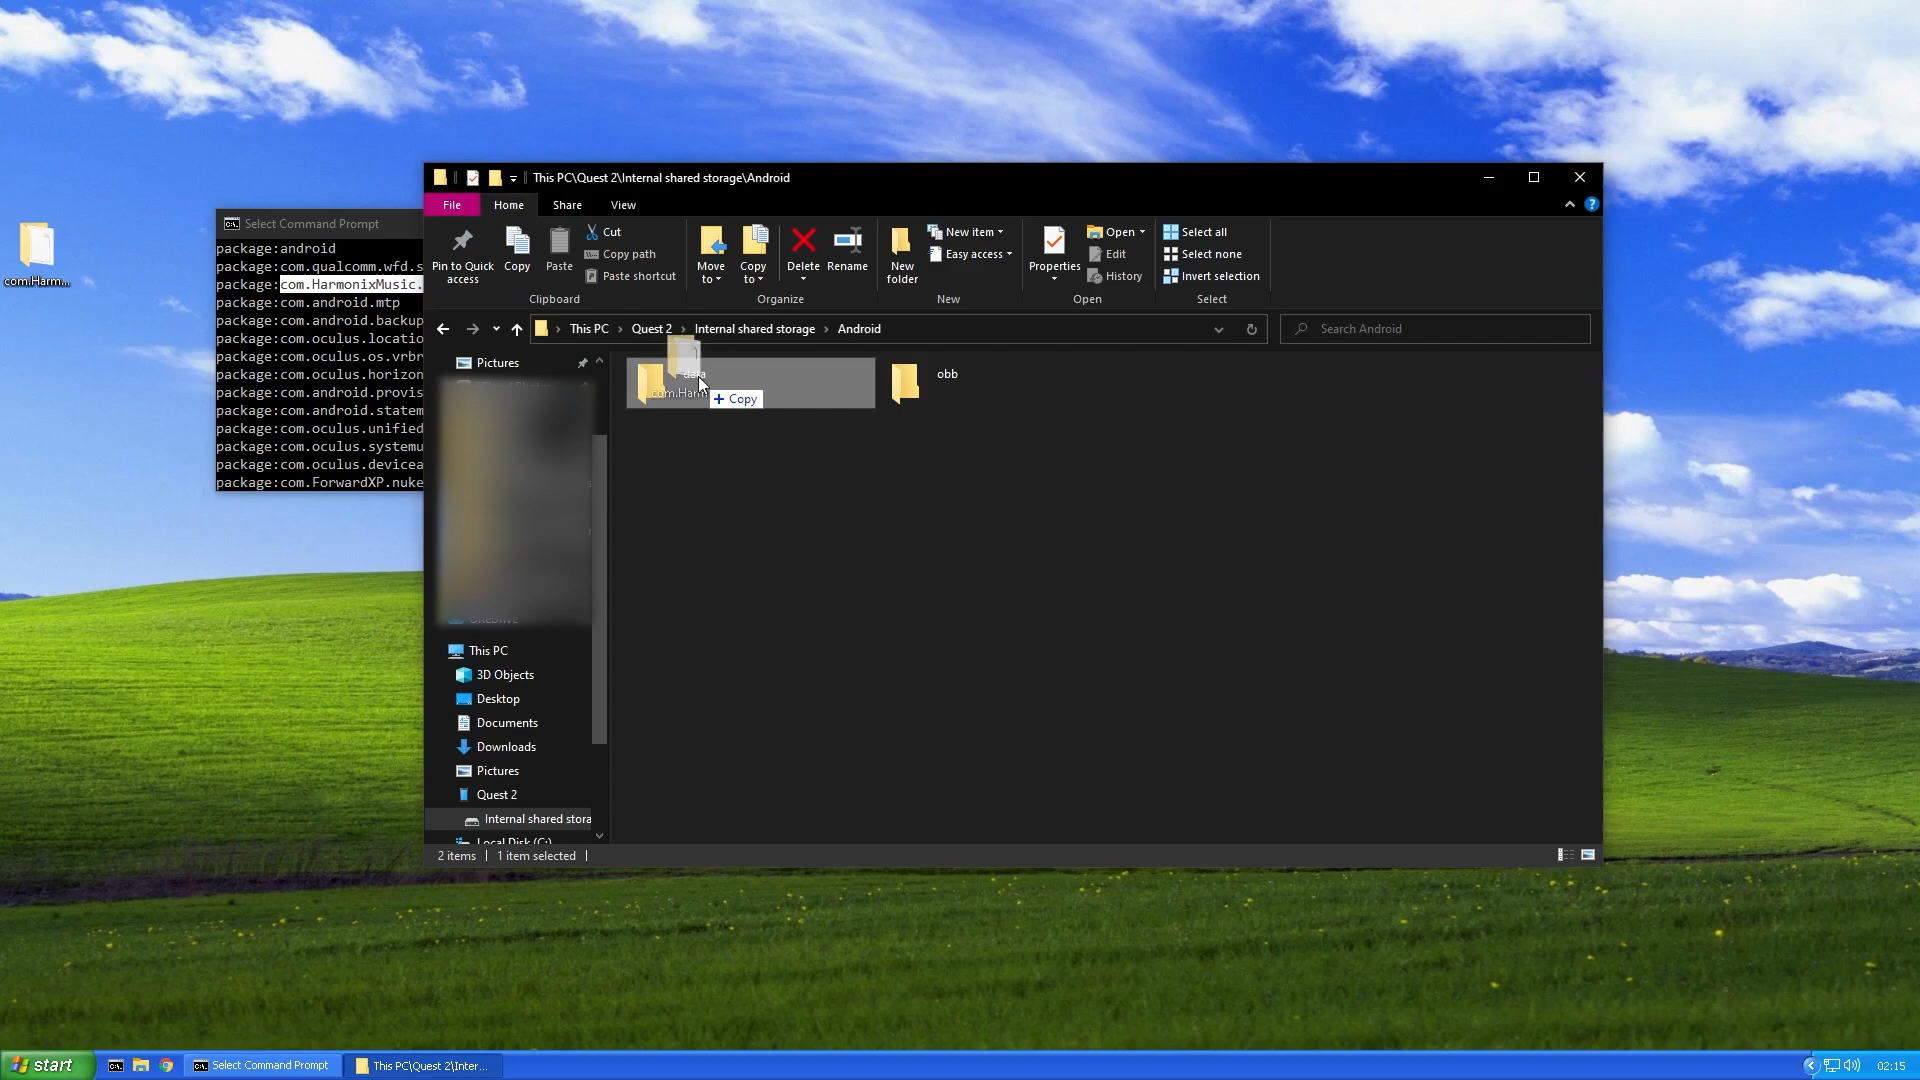 com.Harm...
Select Command Prompt
package:android
package:com.qualcomm.wfd.s
package:com.HarmonixMusic.
package:com.android.mtp
package:com.android.backup
package:com.oculus.locatio
package:com.oculus.os.vrbr
package:com.oculus.horizon
package:com.android.provis
package:com.android.statem
package:com.oculus.unified
package:com.oculus.systemu
package:com.oculus.devicea
package:com.ForwardXP.nuke
This PC\Quest 2\Internal shared storage\Android
File Home Share View
Pin to Quick access
Copy
Paste
Cut
Copy path
Paste shortcut
Clipboard
Move to
Copy to
Delete
Rename
Organize
New folder
New item
Easy access
New
Properties
Open
Edit
History
Open
Select all
Select none
Invert selection
Select
This PC > Quest 2 > Internal shared storage > Android
Search Android
Pictures
OneDrive
This PC
3D Objects
Desktop
Documents
Downloads
Pictures
Quest 2
Internal shared stora
Local Disk (C:)
data
com.Harm
+ Copy
obb
2 items
1 item selected
start
Select Command Prompt
This PC\Quest 2\Inter...
02:15